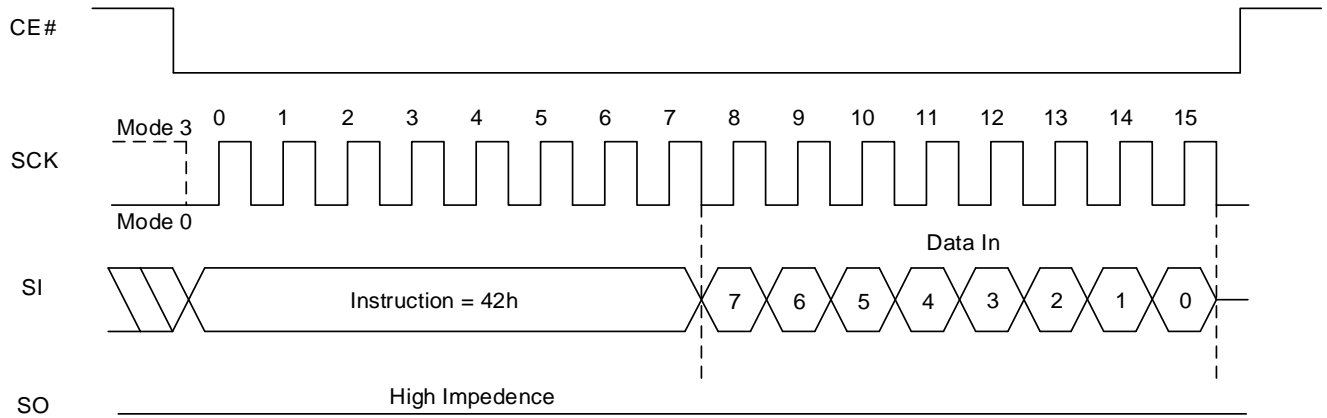 CE#
Mode 3
0 1 2 3 4 5 6 7 8 9 10 11 12 13 14 15
SCK
Mode 0
Data In
SI
Instruction = 42h
7 6 5 4 3 2 1 0
High Impedence
SO